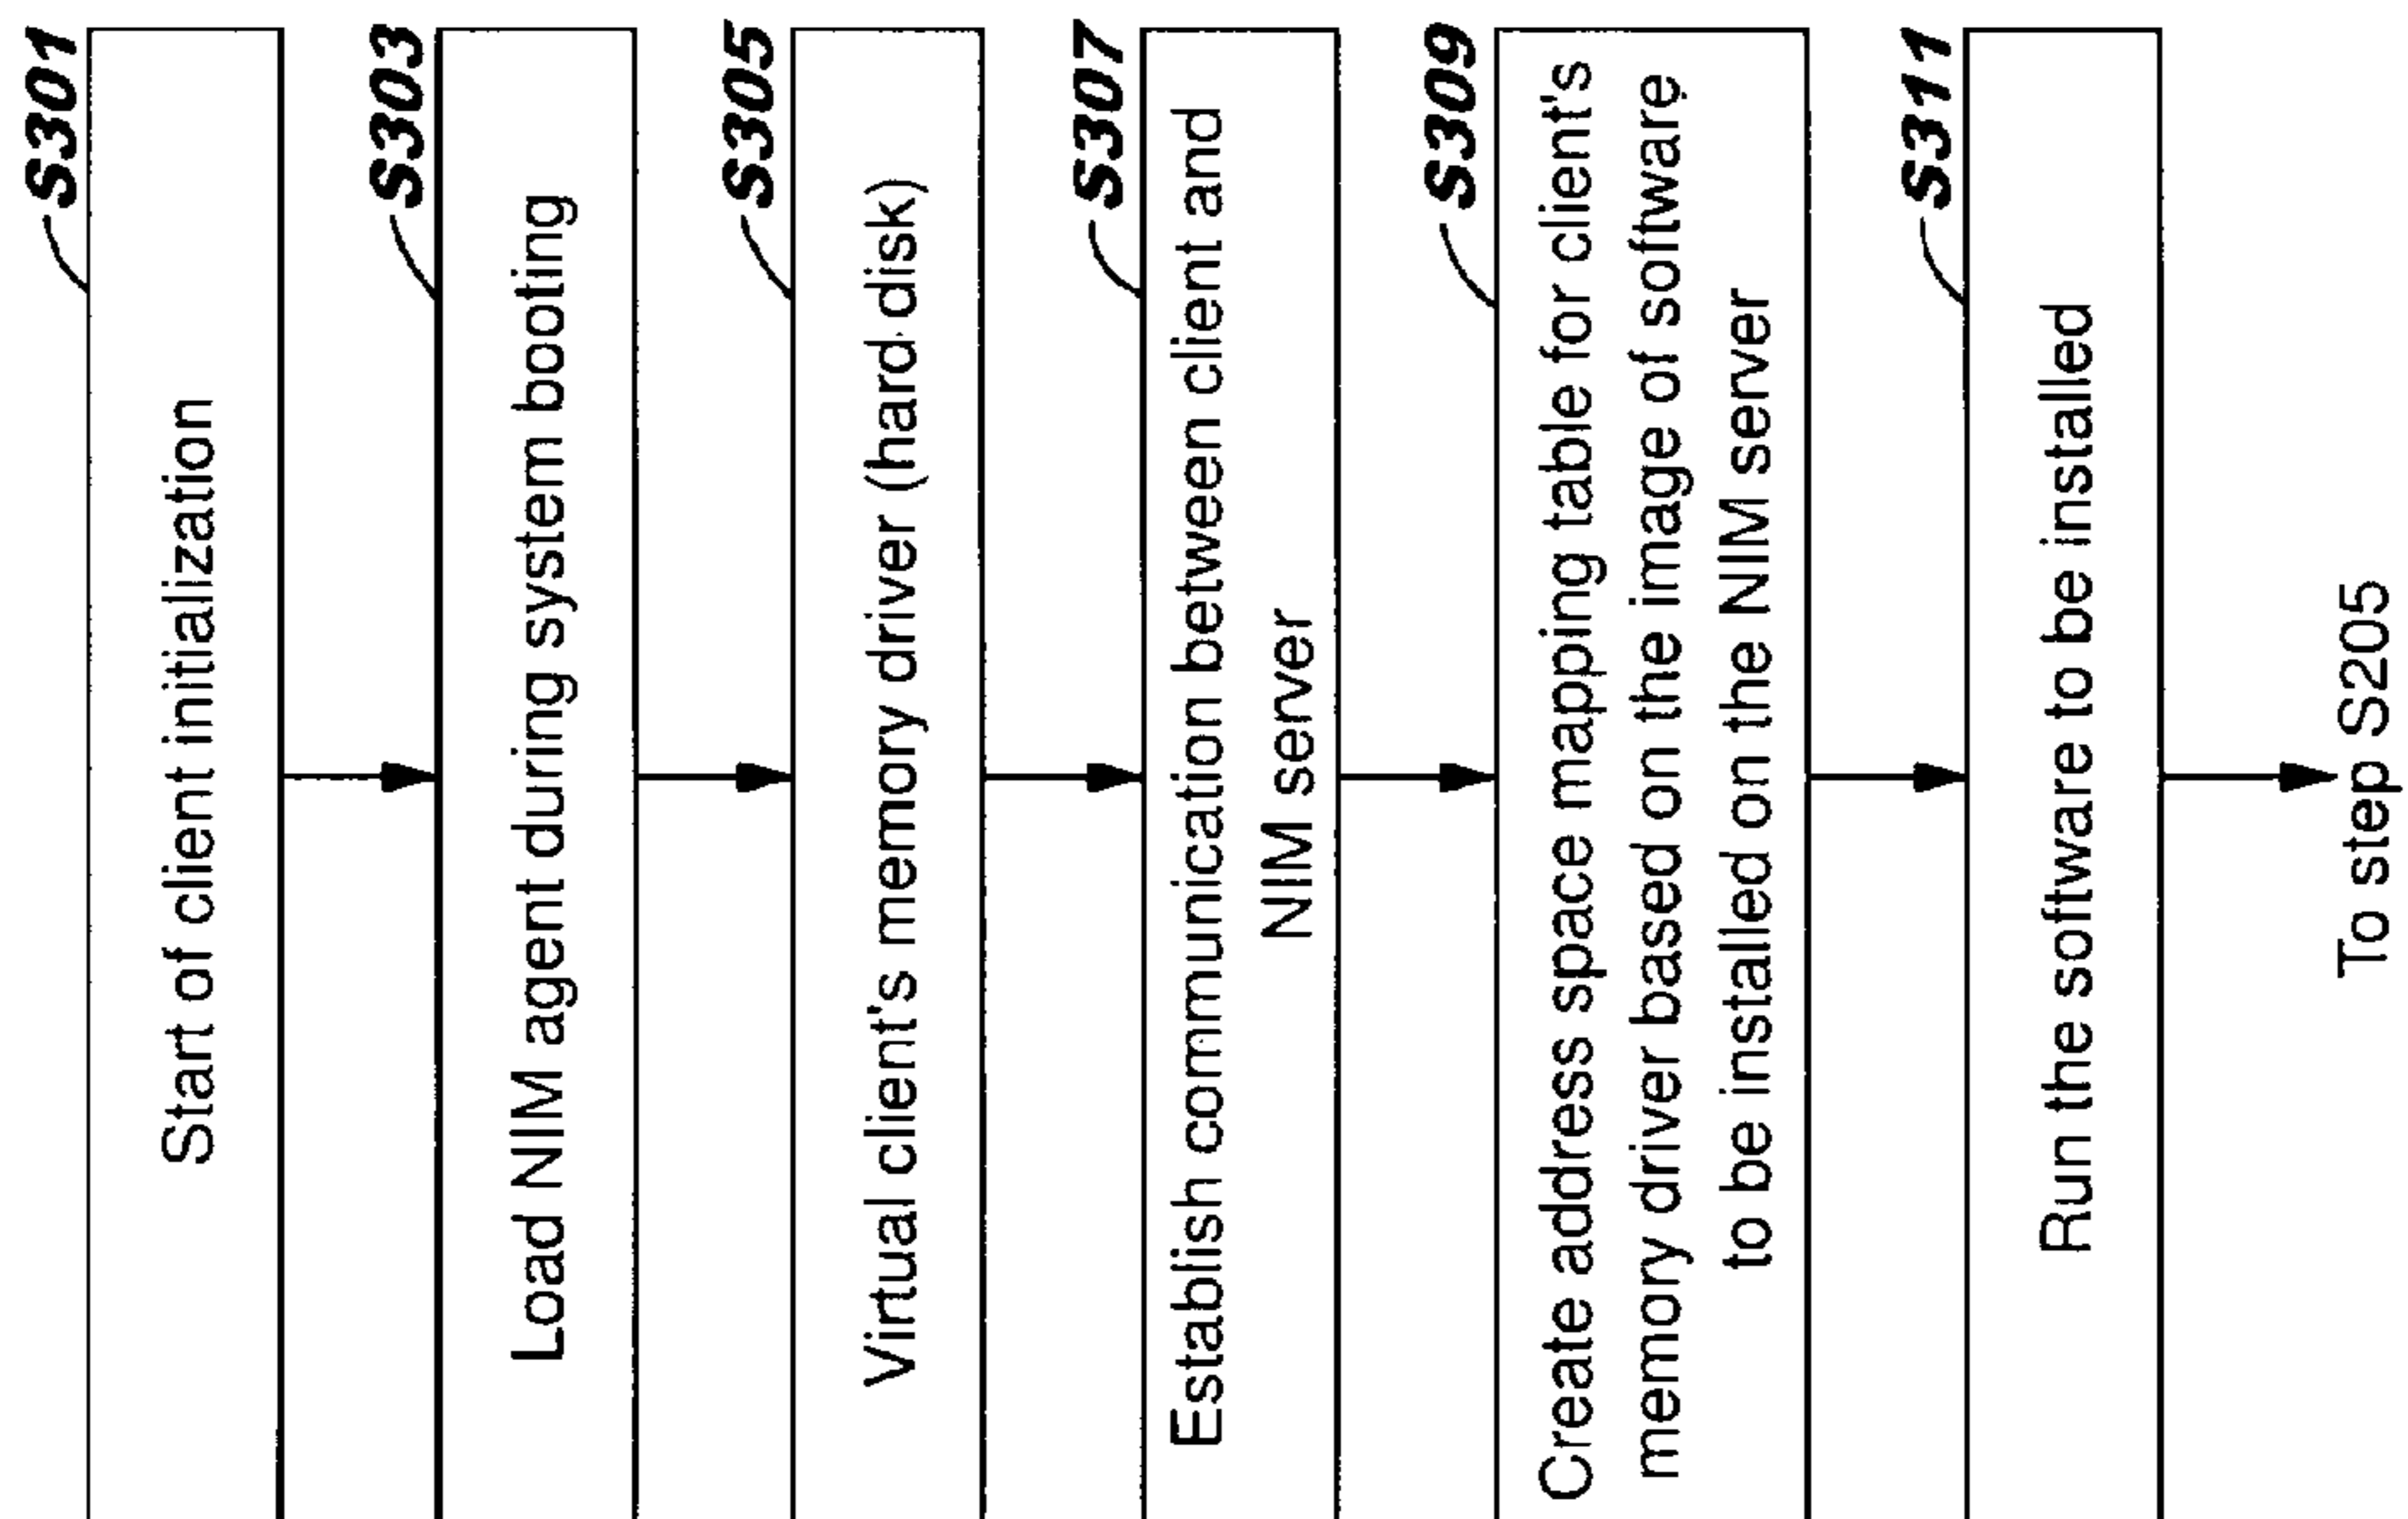 S301
Start of client initialization
S303
Load NIM agent during system booting
S305
Virtual client's memory driver (hard disk)
S307
Establish communication between client and
NIM server
S309
Create address space mapping table for client's
memory driver based on the image of software
to be installed on the NIM server
S311
Run the software to be installed
To step S205